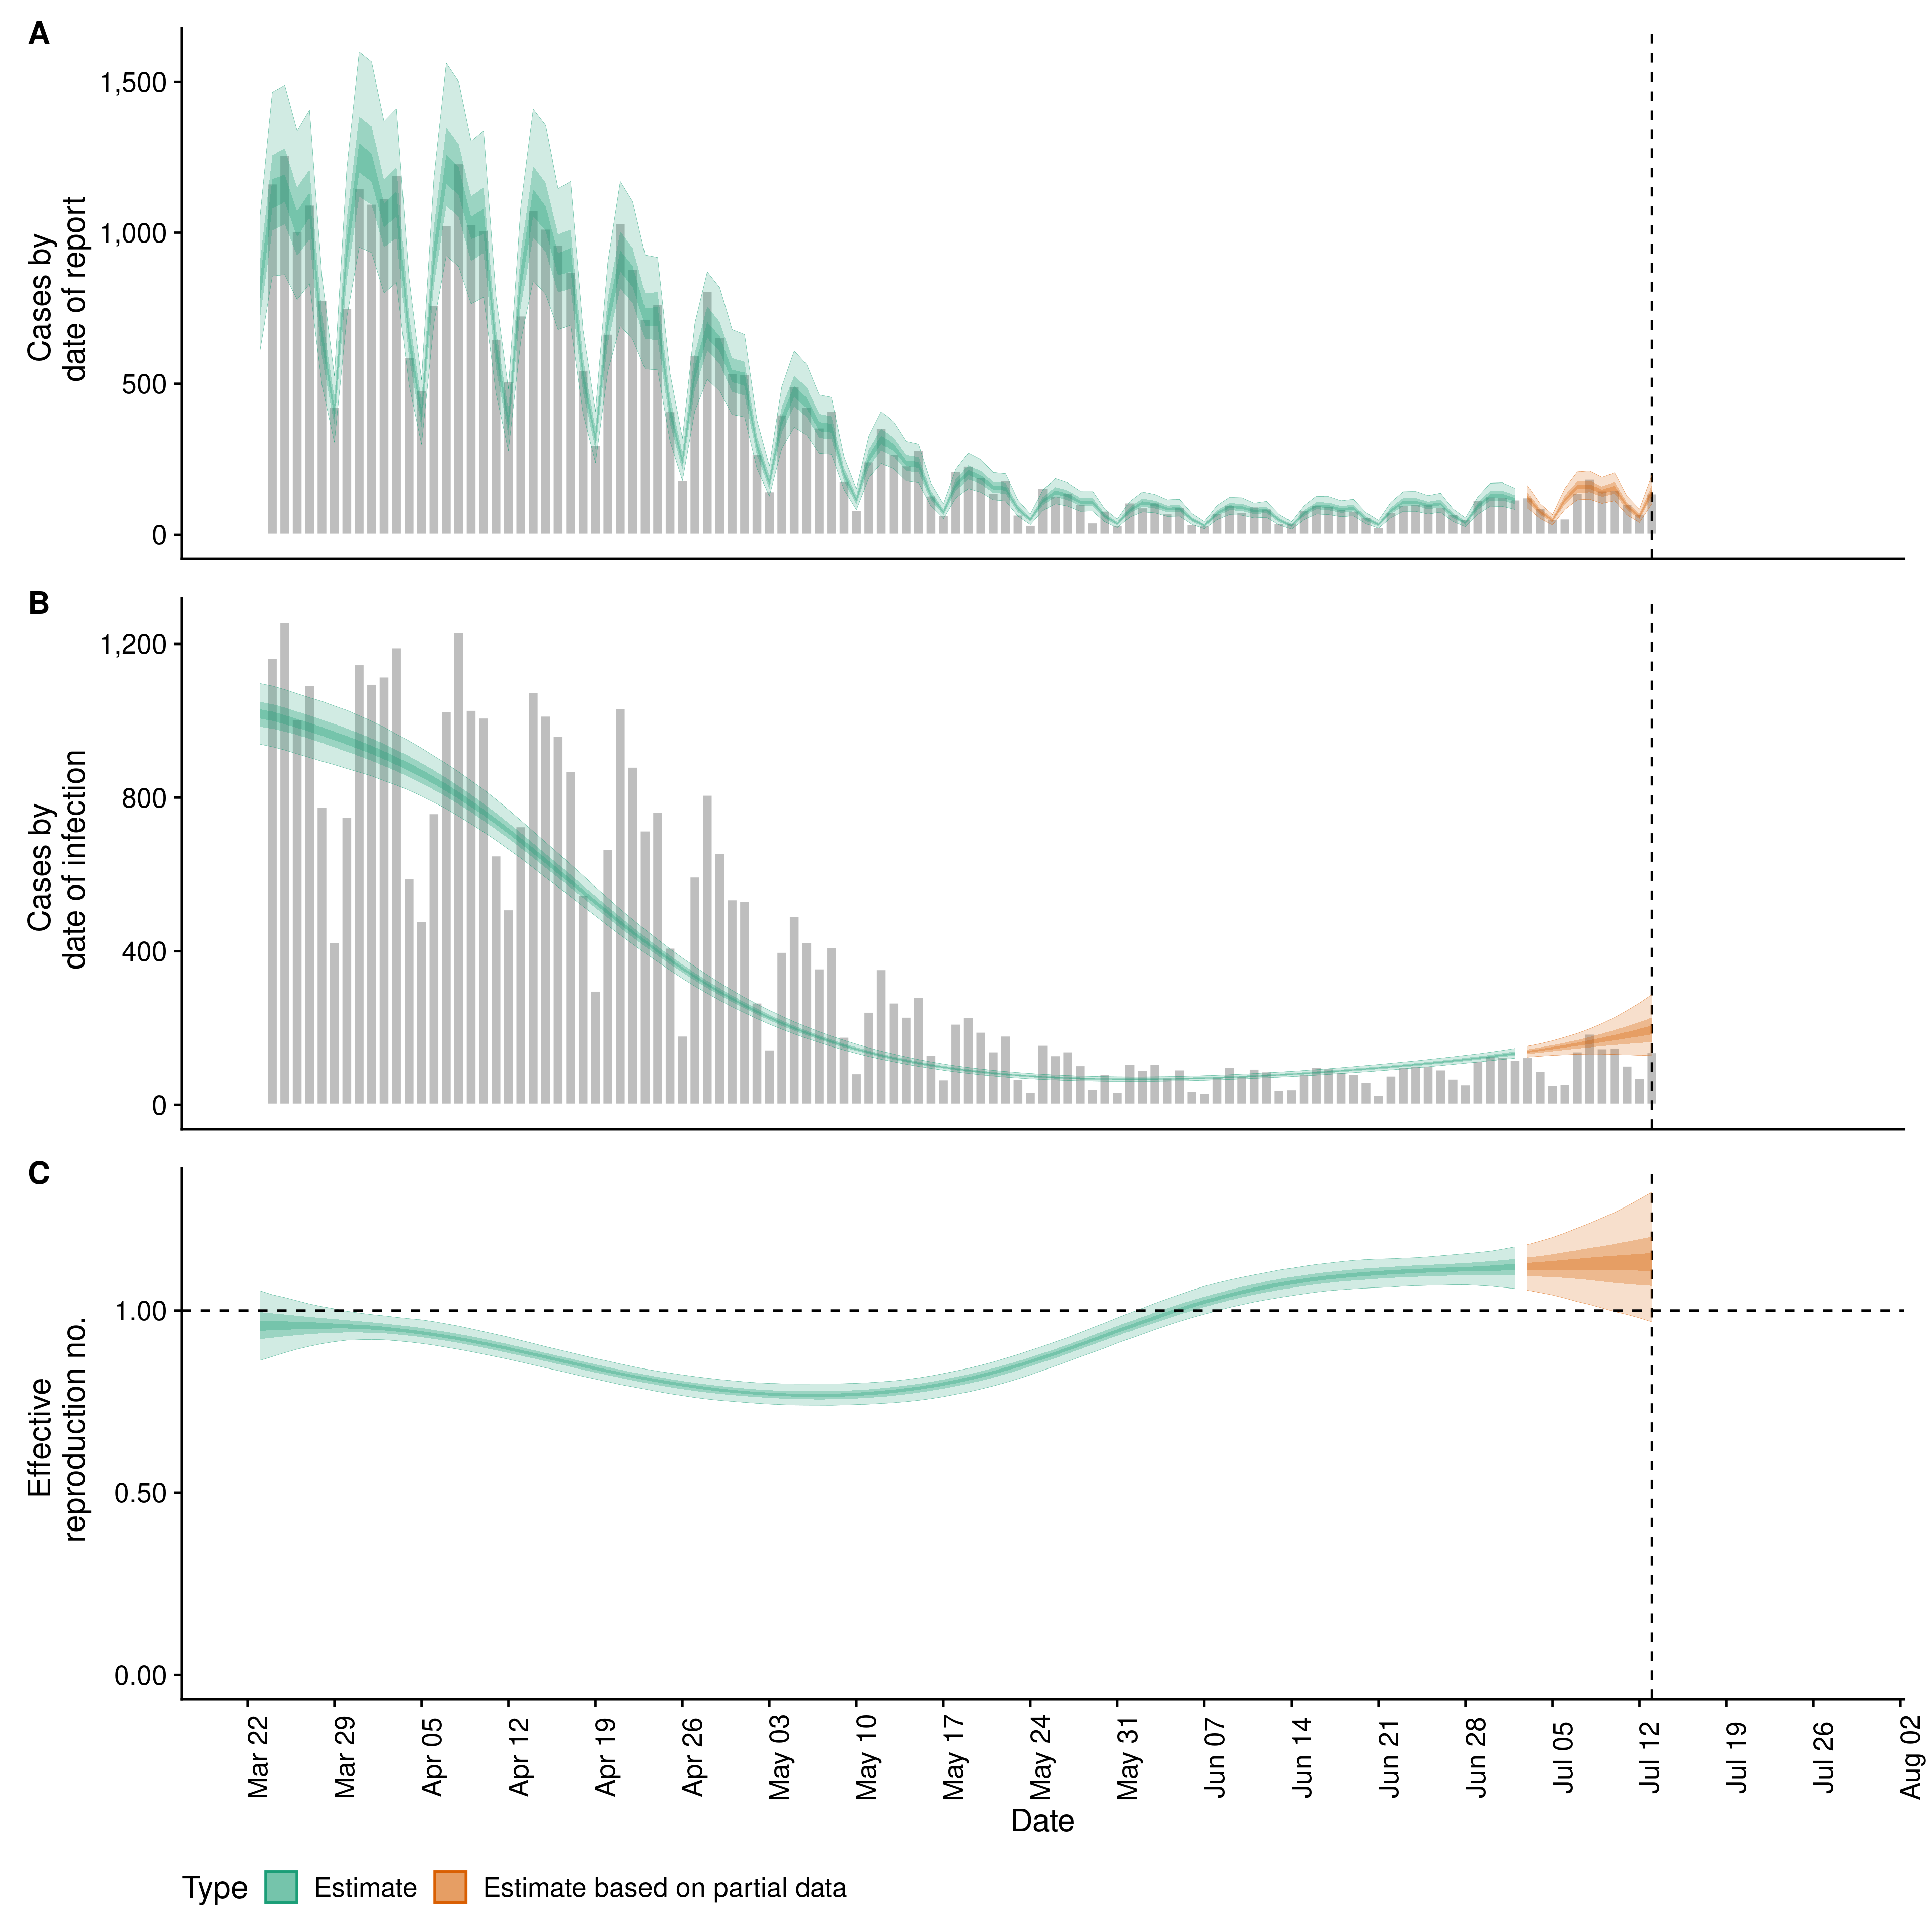 A
1,500
1,000
500
0
Cases by
date of report
B
1,200
800
400
0
Cases by
date of infection
C
1.00
0.50
0.00
Effective
reproduction no.
Mar 22
Mar 29
Apr 05
Apr 12
Apr 19
Apr 26
May 03
May 10
May 17
May 24
May 31
Jun 07
Jun 14
Jun 21
Jun 28
Jul 05
Jul 12
Jul 19
Jul 26
Aug 02
Date
Type Estimate Estimate based on partial data